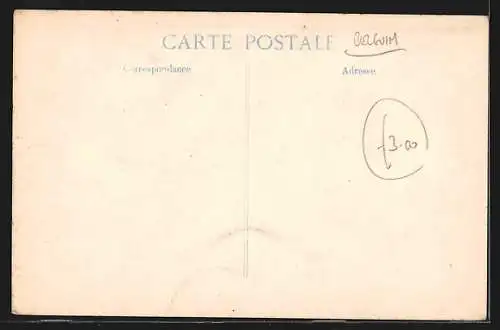 CARTE POSTALE
Correspondance
Adresse
£3-00